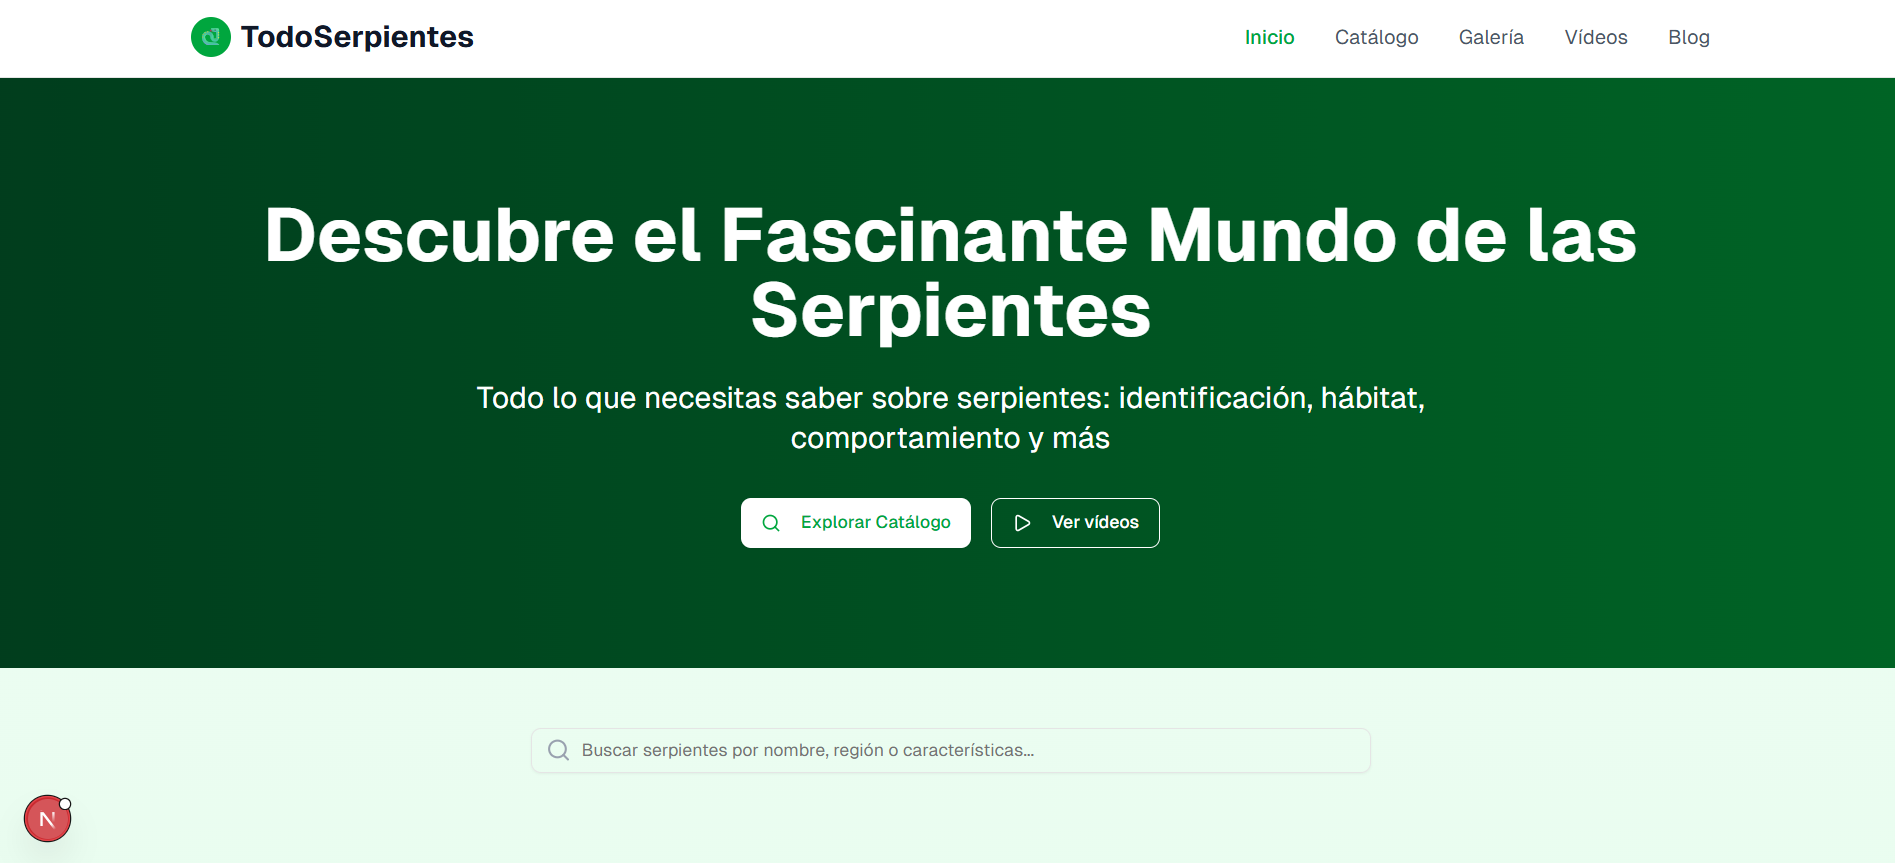 TodoSerpientes
Inicio
Catálogo
Galería
Vídeos
Blog
Descubre el Fascinante Mundo de las
Serpientes
Todo lo que necesitas saber sobre serpientes: identificación, hábitat,
comportamiento y más
Explorar Catálogo
Ver vídeos
Buscar serpientes por nombre, región o características...
N